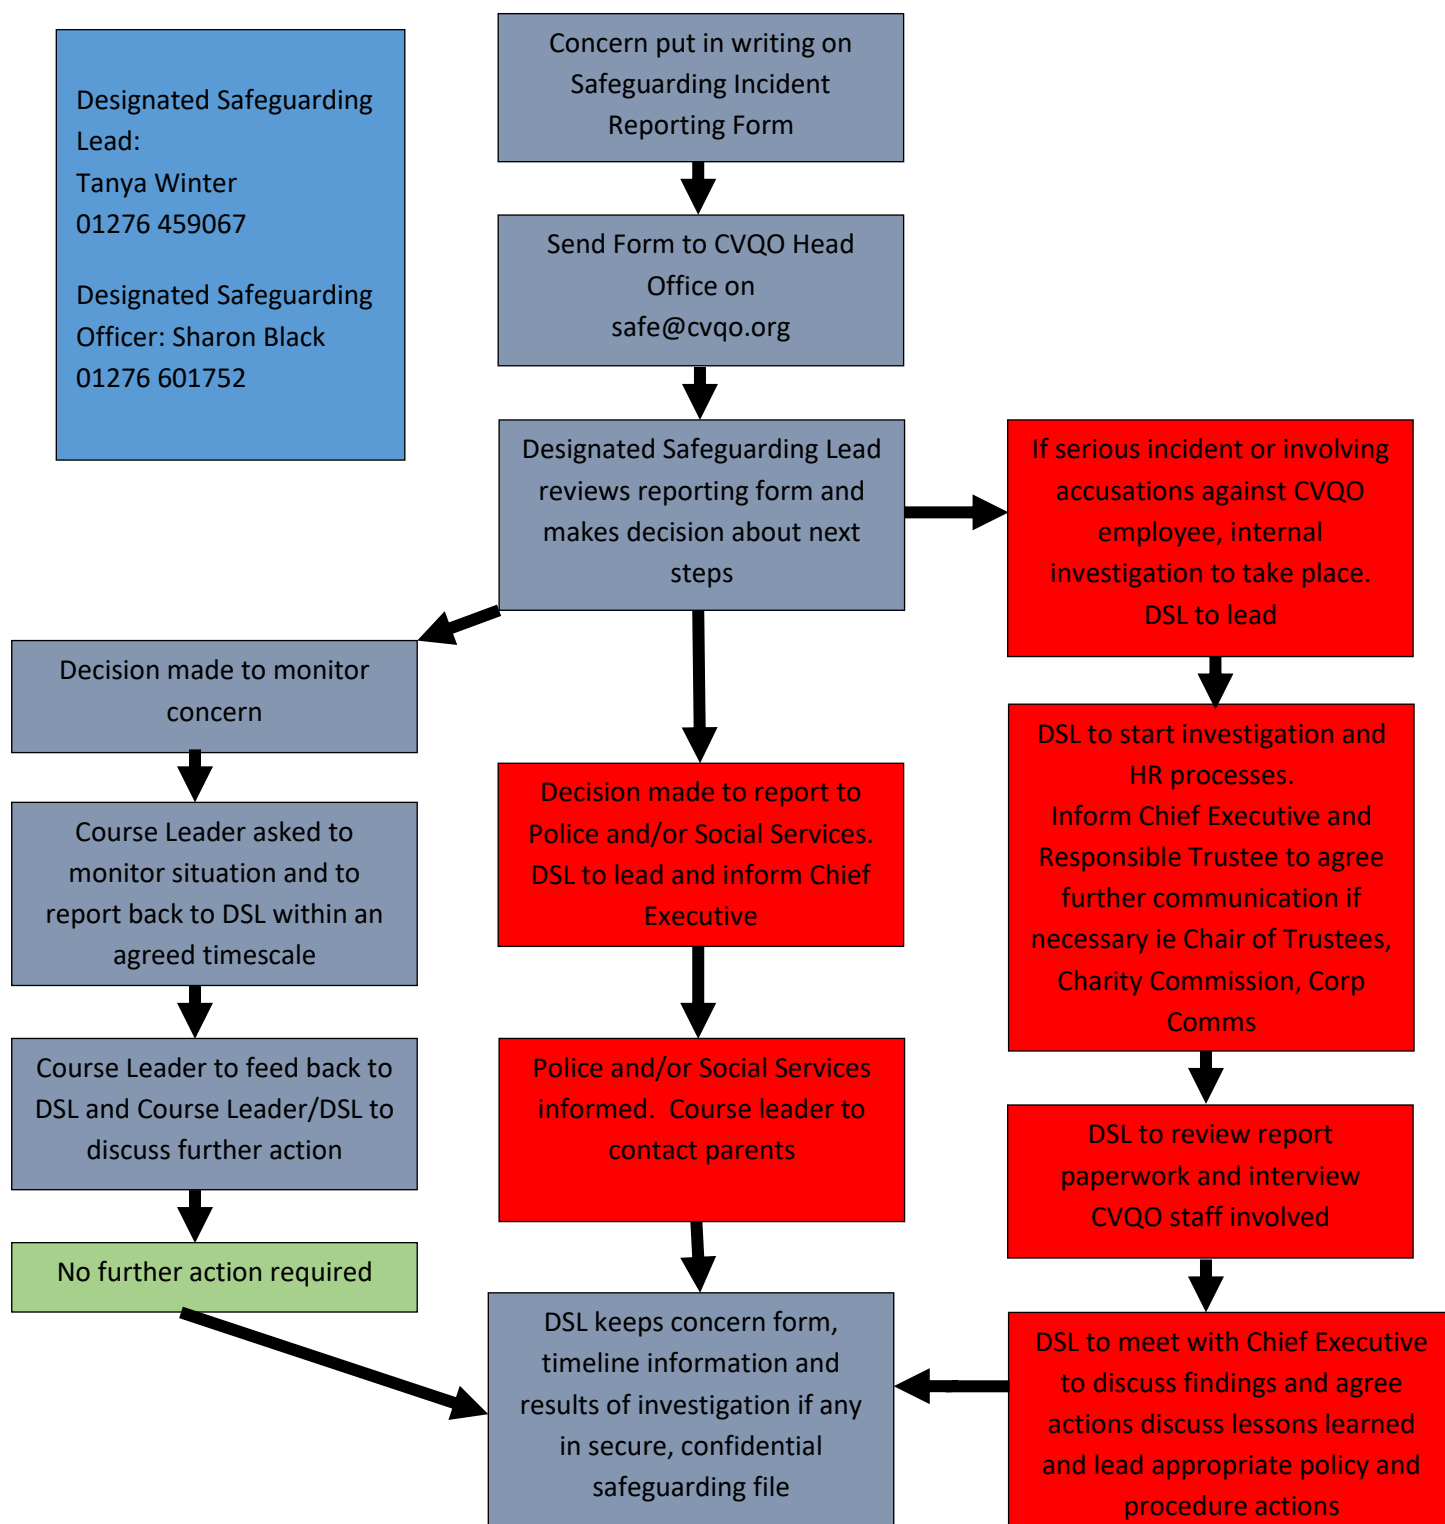 Designated Safeguarding
Lead:
Tanya Winter
01276 459067
Designated Safeguarding
Officer: Sharon Black
01276 601752
Concern put in writing on
Safeguarding Incident
Reporting Form
Send Form to CVQO Head
Office on
safe@cvqo.org
Designated Safeguarding Lead
reviews reporting form and
makes decision about next
steps
If serious incident or involving
accusations against CVQO
employee, internal
investigation to take place.
DSL to lead
Decision made to monitor
concern
Course Leader asked to
monitor situation and to
report back to DSL within an
agreed timescale
Course Leader to feed back to
DSL and Course Leader/DSL to
discuss further action
No further action required
Decision made to report to
Police and/or Social Services.
DSL to lead and inform Chief
Executive
Police and/or Social Services
informed.  Course leader to
contact parents
DSL keeps concern form,
timeline information and
results of investigation if any
in secure, confidential
safeguarding file
DSL to start investigation and
HR processes.
Inform Chief Executive and
Responsible Trustee to agree
further communication if
necessary ie Chair of Trustees,
Charity Commission, Corp
Comms
DSL to review report
paperwork and interview
CVQO staff involved
DSL to meet with Chief Executive
to discuss findings and agree
actions discuss lessons learned
and lead appropriate policy and
procedure actions